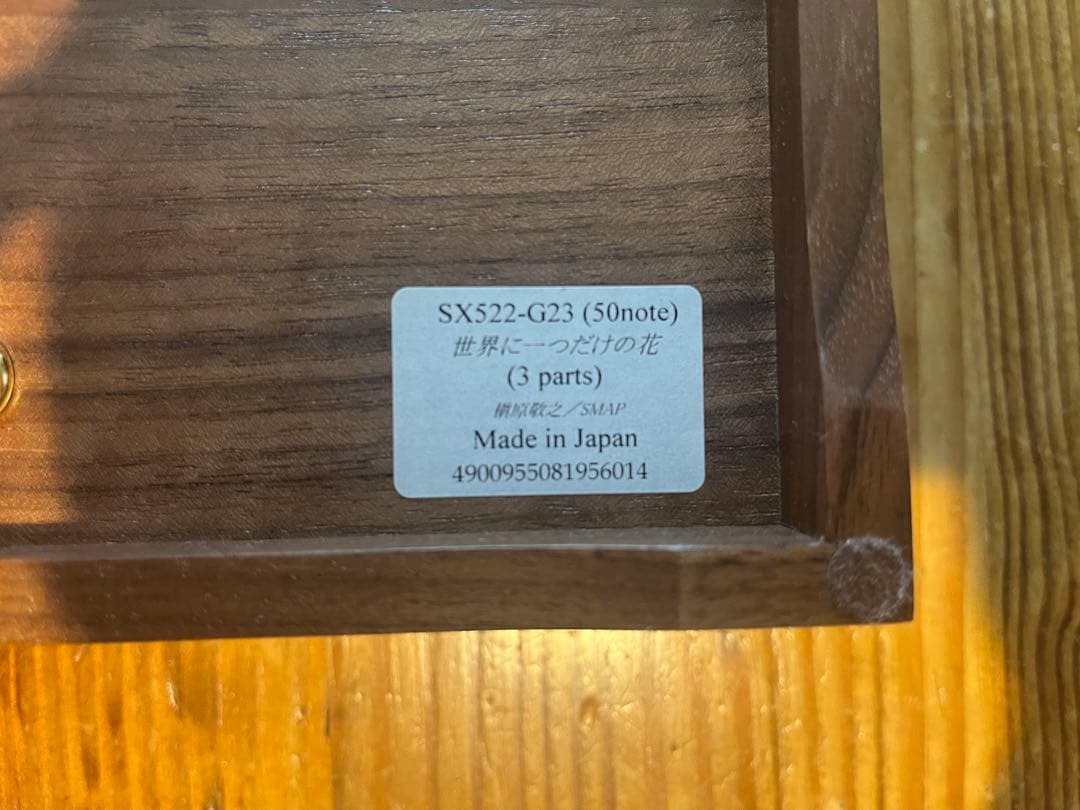 SX522-G23 (50note)
世界に一つだけの花
(3 parts)
槇原敬之／SMAP
Made in Japan
4900955081956014